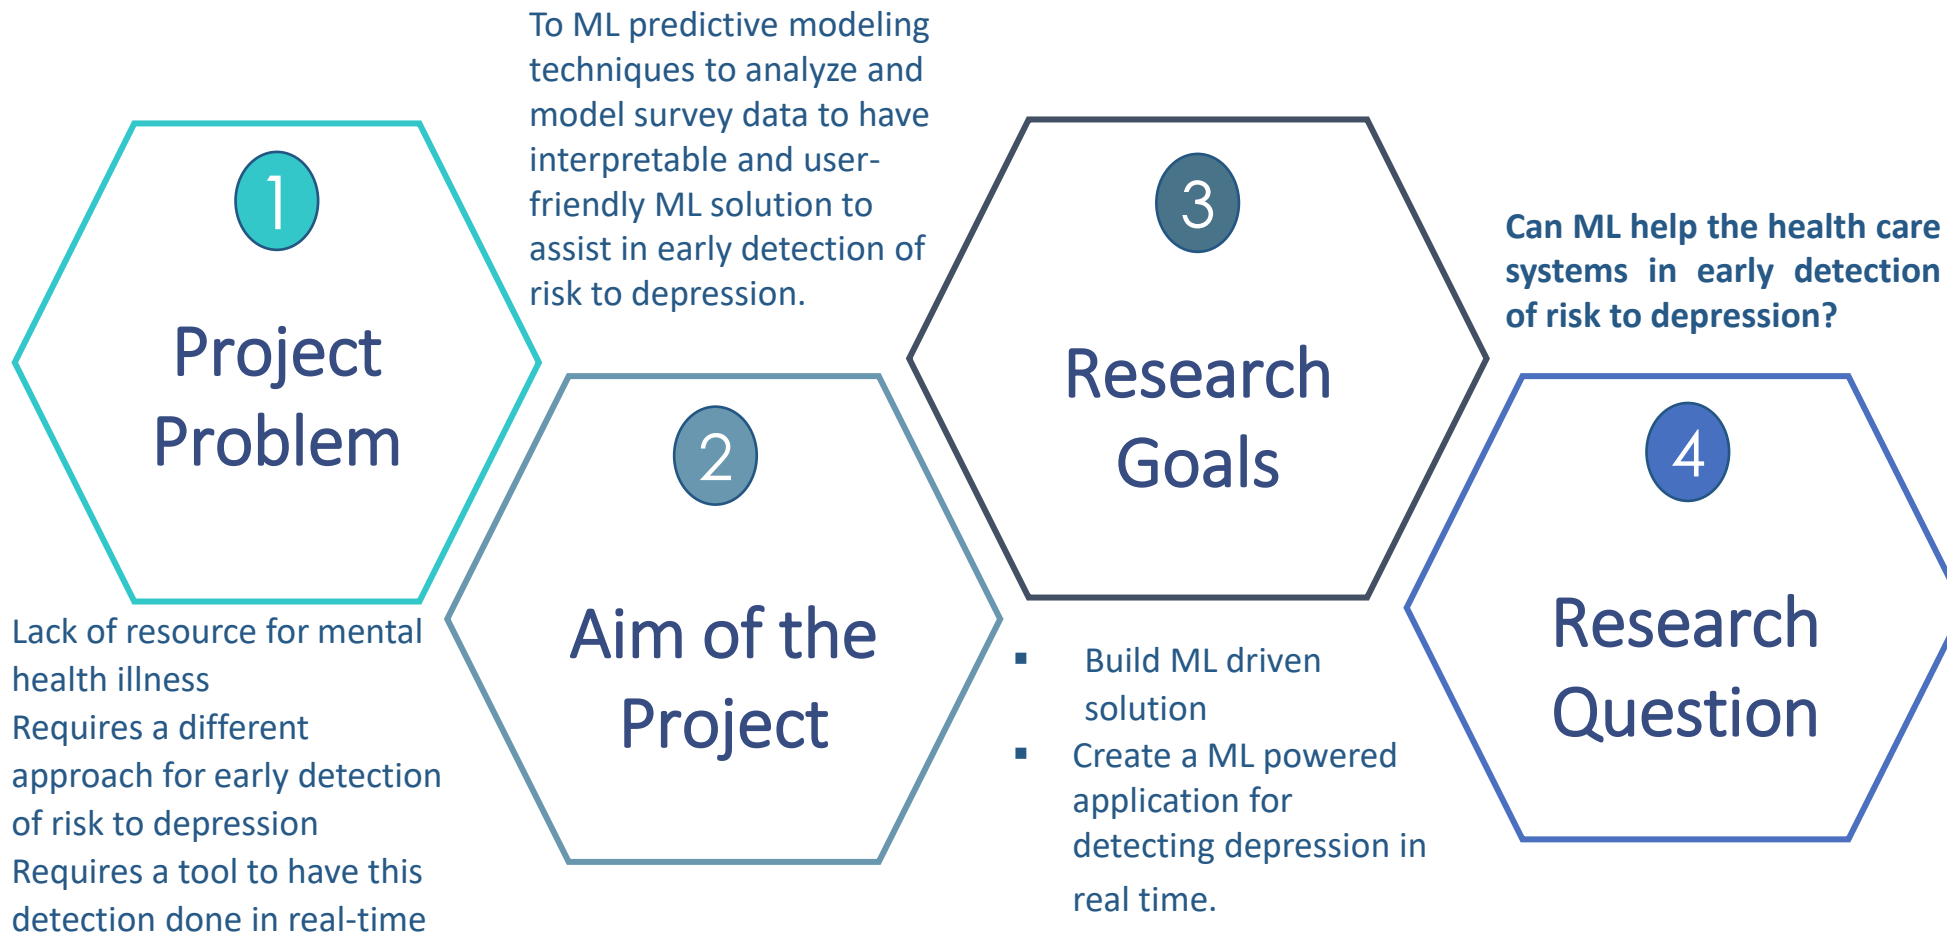 1
Project
Problem
Lack of resource for mental
health illness
Requires a different
approach for early detection
of risk to depression
Requires a tool to have this
detection done in real-time
To ML predictive modeling
techniques to analyze and
model survey data to have
interpretable and user-
friendly ML solution to
assist in early detection of
risk to depression.
2
Aim of the
Project
3
Research
Goals
▪ Build ML driven
solution
▪ Create a ML powered
application for
detecting depression in
real time.
Can ML help the health care
systems in early detection
of risk to depression?
4
Research
Question